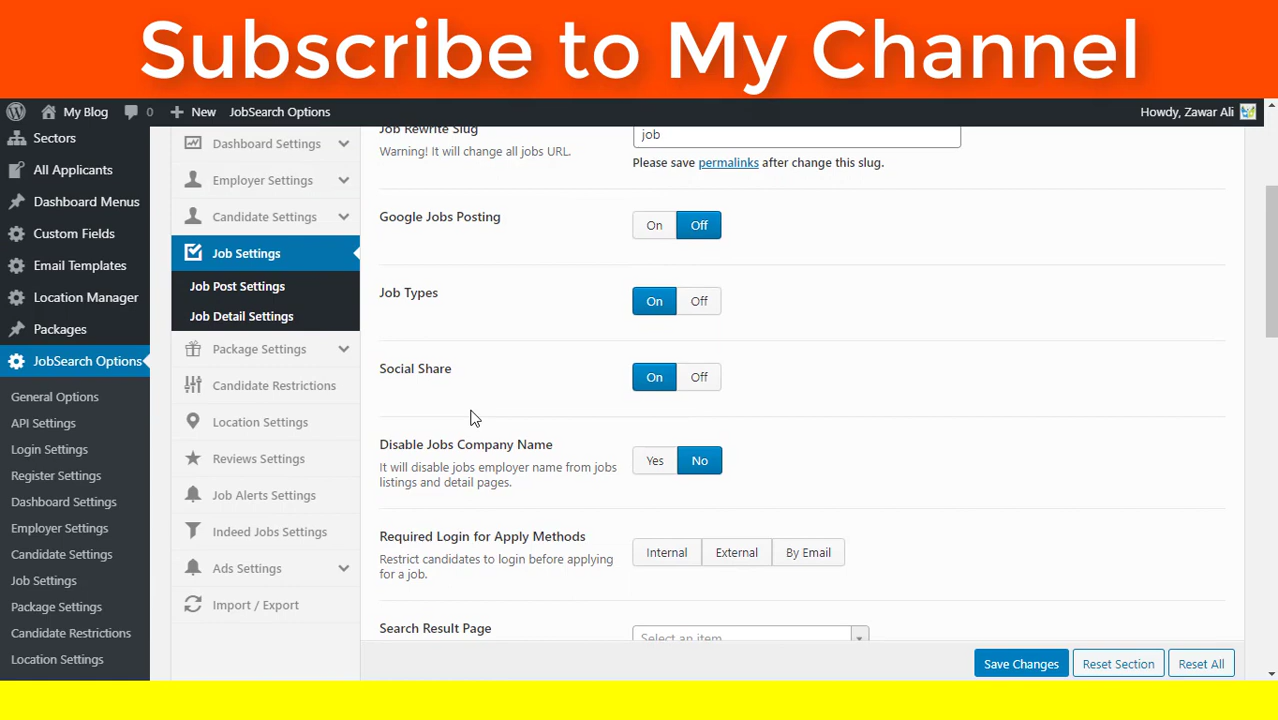 Subscribe to My Channel
My Blog
0
New
JobSearch Options
Howdy, Zawar Ali
Sectors
All Applicants
Dashboard Menus
Custom Fields
Email Templates
Location Manager
Packages
JobSearch Options
General Options
API Settings
Login Settings
Register Settings
Dashboard Settings
Employer Settings
Candidate Settings
Job Settings
Package Settings
Candidate Restrictions
Location Settings
Dashboard Settings
Employer Settings
Candidate Settings
Job Settings
Job Post Settings
Job Detail Settings
Package Settings
Candidate Restrictions
Location Settings
Reviews Settings
Job Alerts Settings
Indeed Jobs Settings
Ads Settings
Import / Export
Job Rewrite Slug
Warning! It will change all jobs URL.
job
Please save permalinks after change this slug.
Google Jobs Posting
On Off
Job Types
On Off
Social Share
On Off
Disable Jobs Company Name
It will disable jobs employer name from jobs
listings and detail pages.
Yes No
Required Login for Apply Methods
Restrict candidates to login before applying
for a job.
Internal External By Email
Search Result Page
Select an item
Save Changes Reset Section Reset All